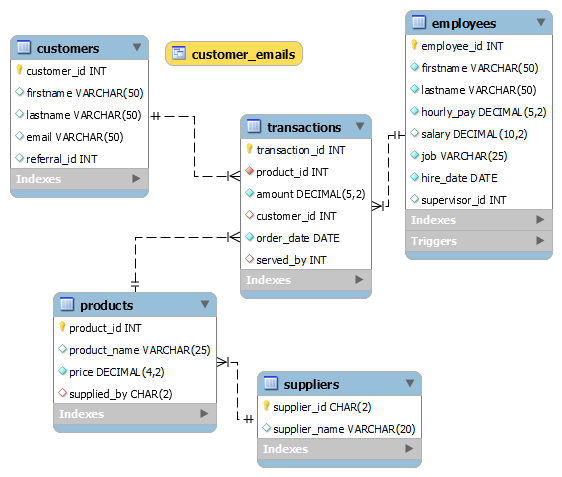 customers
customer_id INT
firstname VARCHAR(50)
lastname VARCHAR(50)
email VARCHAR(50)
referral_id INT
Indexes
customer_emails
employees
employee_id INT
firstname VARCHAR(50)
lastname VARCHAR(50)
hourly_pay DECIMAL(5,2)
salary DECIMAL(10,2)
job VARCHAR(25)
hire_date DATE
supervisor_id INT
Indexes
Triggers
transactions
transaction_id INT
product_id INT
amount DECIMAL(5,2)
customer_id INT
order_date DATE
served_by INT
Indexes
products
product_id INT
product_name VARCHAR(25)
price DECIMAL(4,2)
supplied_by CHAR(2)
Indexes
suppliers
supplier_id CHAR(2)
supplier_name VARCHAR(20)
Indexes